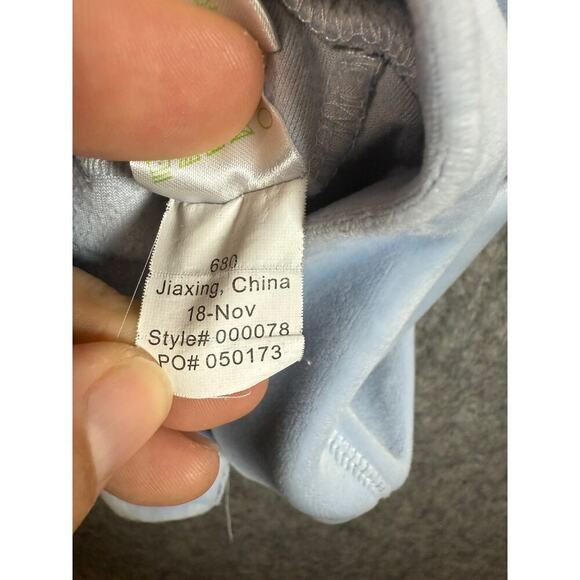 680
Jiaxing, China
18-Nov
Style# 000078
PO# 050173